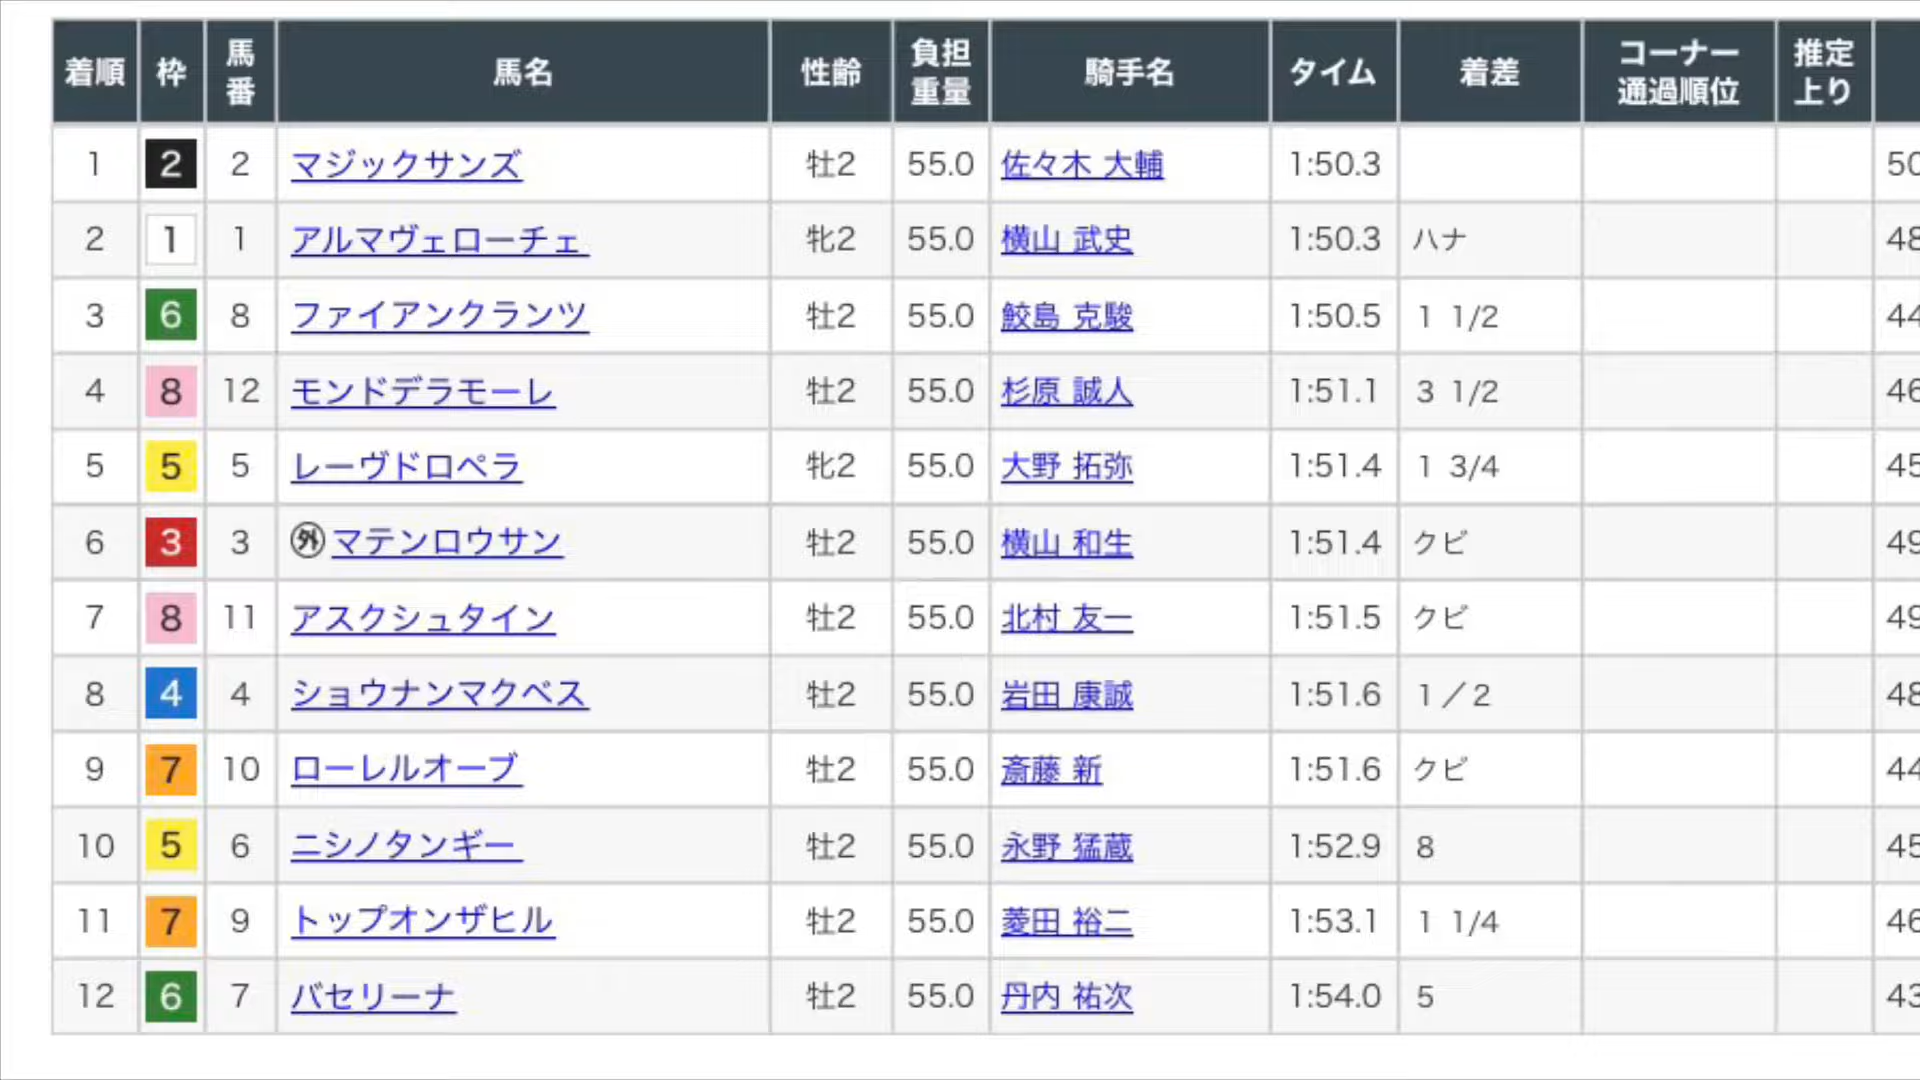 着順 枠 馬番 馬名 性齢 負担重量 騎手名 タイム 着差 コーナー通過順位 推定上り
1 2 2 マジックサンズ 牡2 55.0 佐々木 大輔 1:50.3 50
2 1 1 アルマヴェローチェ 牝2 55.0 横山 武史 1:50.3 ハナ 48
3 6 8 ファイアンクランツ 牡2 55.0 鮫島 克駿 1:50.5 1 1/2 44
4 8 12 モンドデラモーレ 牡2 55.0 杉原 誠人 1:51.1 3 1/2 46
5 5 5 レーヴドロペラ 牝2 55.0 大野 拓弥 1:51.4 1 3/4 45
6 3 3 外 マテンロウサン 牡2 55.0 横山 和生 1:51.4 クビ 49
7 8 11 アスクシュタイン 牡2 55.0 北村 友一 1:51.5 クビ 49
8 4 4 ショウナンマクベス 牡2 55.0 岩田 康誠 1:51.6 1／2 48
9 7 10 ローレルオーブ 牡2 55.0 斎藤 新 1:51.6 クビ 44
10 5 6 ニシノタンギー 牡2 55.0 永野 猛蔵 1:52.9 8 45
11 7 9 トップオンザヒル 牡2 55.0 菱田 裕二 1:53.1 1 1/4 46
12 6 7 バセリーナ 牡2 55.0 丹内 祐次 1:54.0 5 43